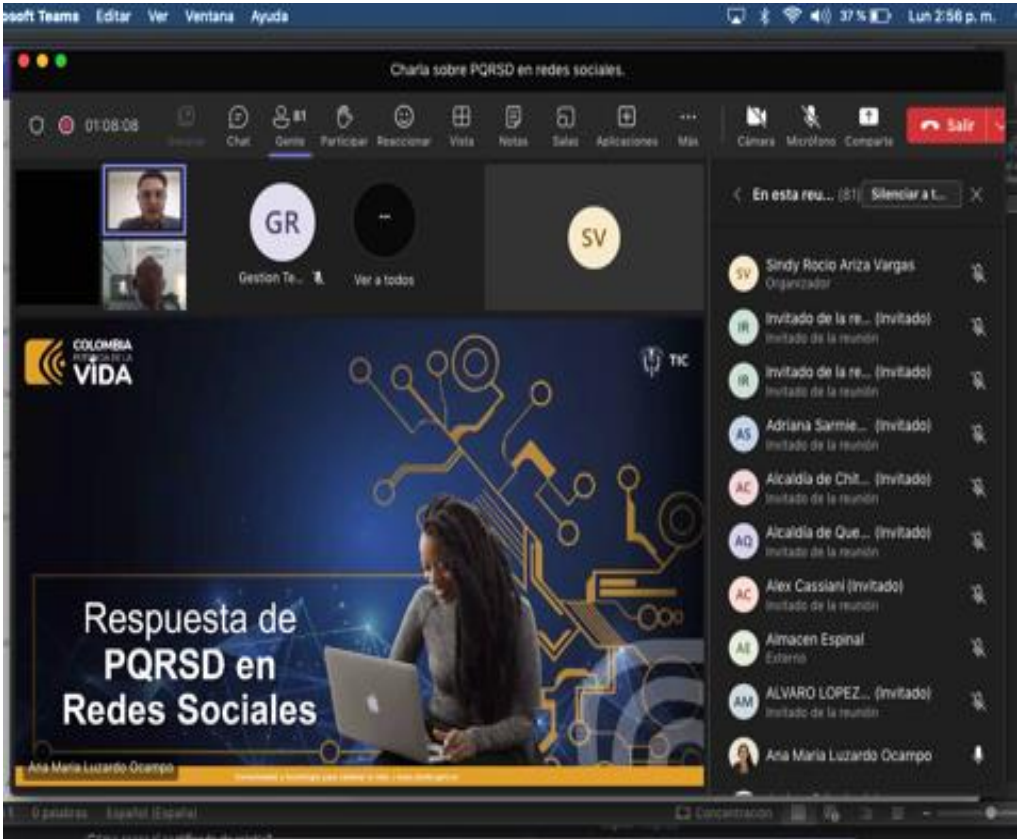 osoft Teams Editar Ver Ventana Ayuda
37 % Lun 2:56 p. m.
Charla sobre PQRSD en redes sociales.
01:08:08
Chat
81
Gente Participar Reaccionar Vista Notas Salas Aplicaciones Más
Cámara Micrófono Compartir
Salir
GR
Gestion Te...
...
Ver a todos
SV
En esta reu... (81)
Silenciar a t...
SV
Sindy Rocio Ariza Vargas
Organizador
IR
Invitado de la re... (Invitado)
Invitado de la reunión
IR
Invitado de la re... (Invitado)
Invitado de la reunión
AS
Adriana Sarmie... (Invitado)
Invitado de la reunión
AC
Alcaldía de Chit... (Invitado)
Invitado de la reunión
AQ
Alcaldía de Que... (Invitado)
Invitado de la reunión
AC
Alex Cassiani (Invitado)
Invitado de la reunión
AE
Almacen Espinal
Externo
AM
ALVARO LOPEZ... (Invitado)
Invitado de la reunión
Ana Maria Luzardo Ocampo
COLOMBIA
POTENCIA DE LA
VIDA
TIC
Respuesta de
PQRSD en
Redes Sociales
Ana Maria Luzardo Ocampo
0 palabras Español (España)
Concentración